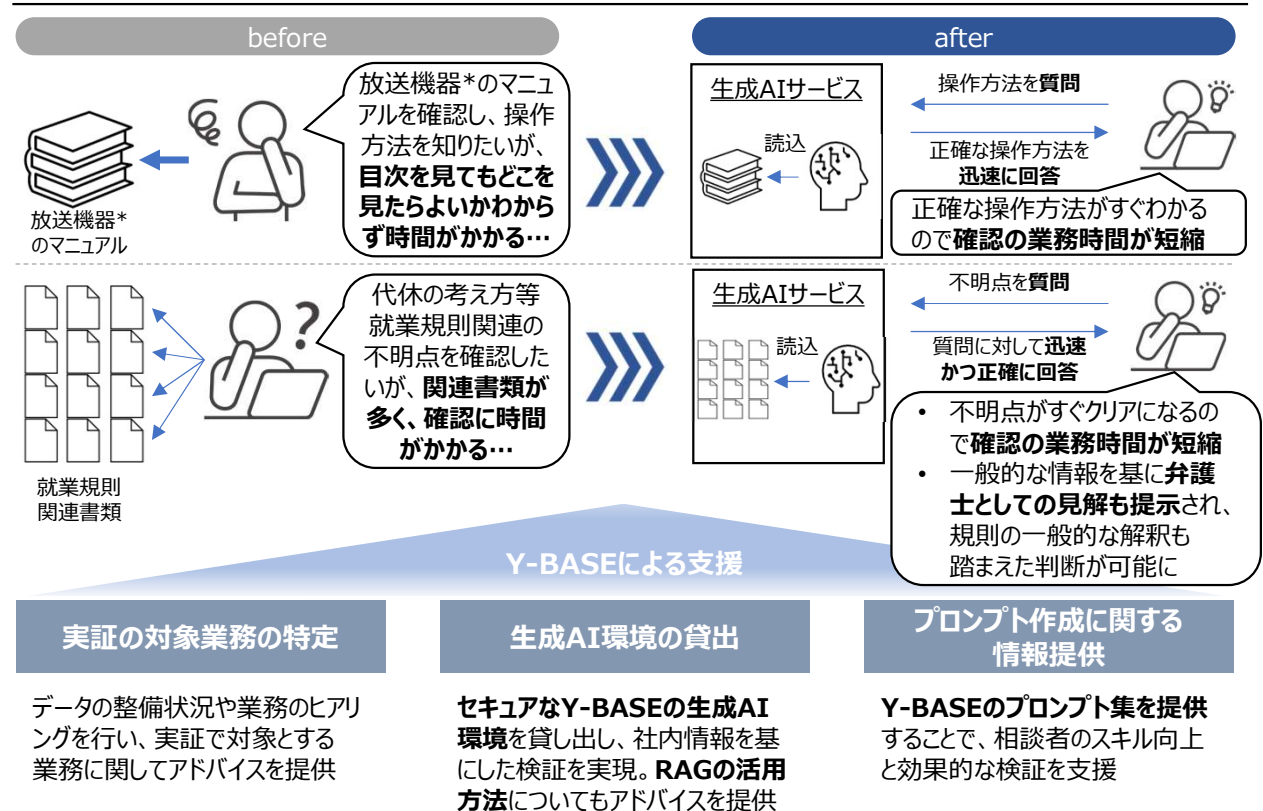 before
after
放送機器*のマニュ
アルを確認し、操作
方法を知りたいが、
目次を見てもどこを
見たらよいかわから
ず時間がかかる…
放送機器*
のマニュアル
生成AIサービス
読込
操作方法を質問
正確な操作方法を
迅速に回答
正確な操作方法がすぐわかる
ので確認の業務時間が短縮
?
代休の考え方等
就業規則関連の
不明点を確認した
いが、関連書類が
多く、確認に時間
がかかる…
就業規則
関連書類
生成AIサービス
読込
不明点を質問
質問に対して迅速
かつ正確に回答
• 不明点がすぐクリアになるの
で確認の業務時間が短縮
• 一般的な情報を基に弁護
士としての見解も提示され、
規則の一般的な解釈も
踏まえた判断が可能に
Y-BASEによる支援
実証の対象業務の特定
データの整備状況や業務のヒアリ
ングを行い、実証で対象とする
業務に関してアドバイスを提供
生成AI環境の貸出
セキュアなY-BASEの生成AI
環境を貸し出し、社内情報を基
にした検証を実現。RAGの活用
方法についてもアドバイスを提供
プロンプト作成に関する
情報提供
Y-BASEのプロンプト集を提供
することで、相談者のスキル向上
と効果的な検証を支援